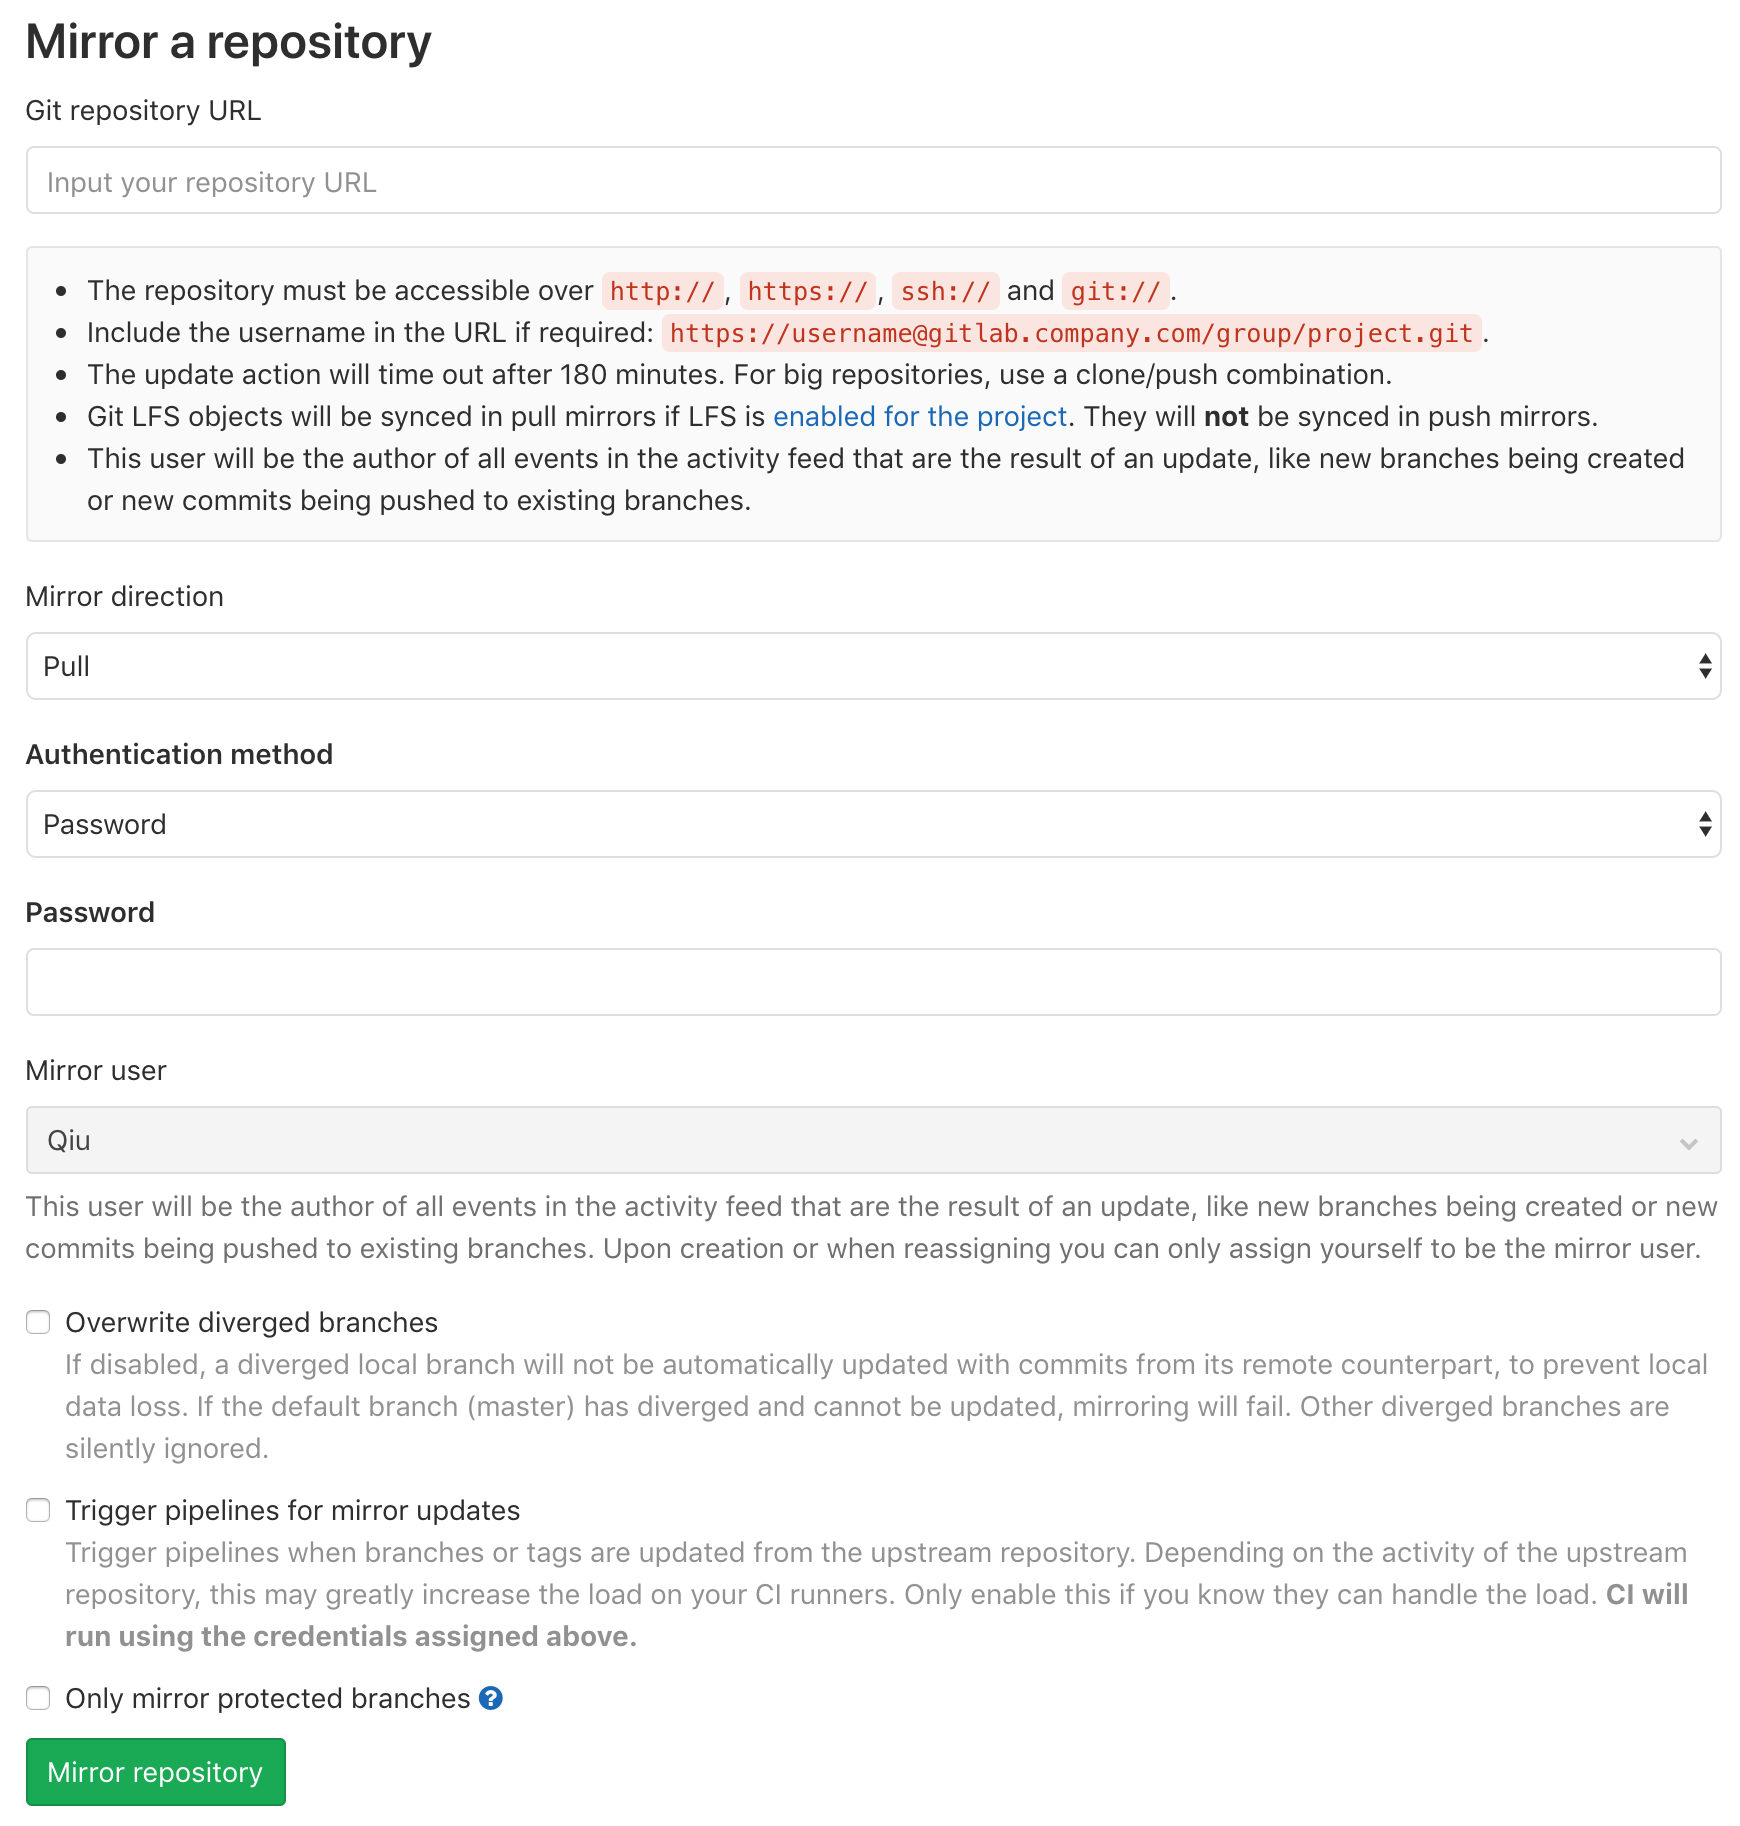 Mirror a repository
Git repository URL
Input your repository URL
• The repository must be accessible over http://, https://, ssh:// and git://.
• Include the username in the URL if required: https://username@gitlab.company.com/group/project.git.
• The update action will time out after 180 minutes. For big repositories, use a clone/push combination.
• Git LFS objects will be synced in pull mirrors if LFS is enabled for the project. They will not be synced in push mirrors.
• This user will be the author of all events in the activity feed that are the result of an update, like new branches being created
or new commits being pushed to existing branches.
Mirror direction
Pull
Authentication method
Password
Password
Mirror user
Qiu
This user will be the author of all events in the activity feed that are the result of an update, like new branches being created or new
commits being pushed to existing branches. Upon creation or when reassigning you can only assign yourself to be the mirror user.
Overwrite diverged branches
If disabled, a diverged local branch will not be automatically updated with commits from its remote counterpart, to prevent local
data loss. If the default branch (master) has diverged and cannot be updated, mirroring will fail. Other diverged branches are
silently ignored.
Trigger pipelines for mirror updates
Trigger pipelines when branches or tags are updated from the upstream repository. Depending on the activity of the upstream
repository, this may greatly increase the load on your CI runners. Only enable this if you know they can handle the load. CI will
run using the credentials assigned above.
Only mirror protected branches ?
Mirror repository